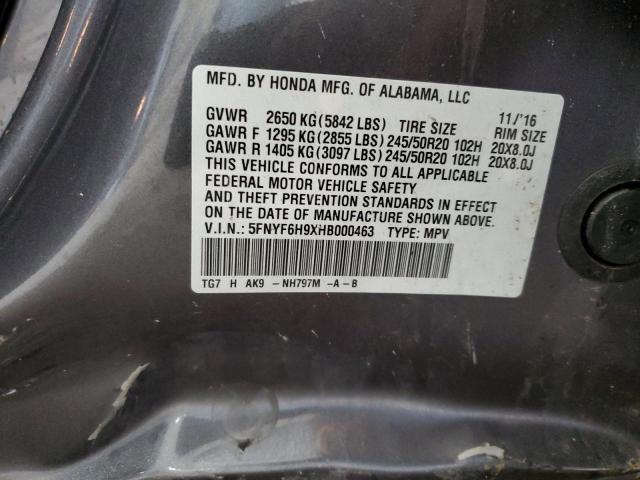 MFD. BY HONDA MFG. OF ALABAMA, LLC
11/'16
GVWR 2650 KG (5842 LBS) TIRE SIZE RIM SIZE
GAWR F 1295 KG (2855 LBS) 245/50R20 102H 20X8.0J
GAWR R 1405 KG (3097 LBS) 245/50R20 102H 20X8.0J
THIS VEHICLE CONFORMS TO ALL APPLICABLE
FEDERAL MOTOR VEHICLE SAFETY
AND THEFT PREVENTION STANDARDS IN EFFECT
ON THE DATE OF MANUFACTURE SHOWN ABOVE.
V.I.N.: 5FNYF6H9XHB000463 TYPE: MPV
TG7 H AK9 -NH797M -A-B